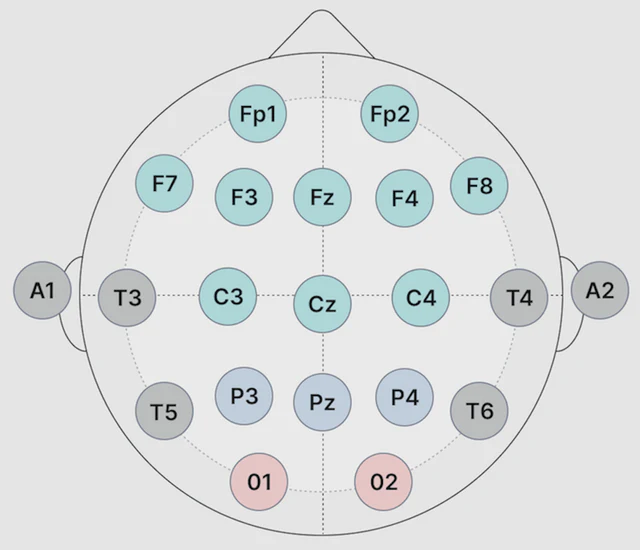 Fp1 Fp2
F7 F3 Fz F4 F8
A1 T3 C3 Cz C4 T4 A2
T5 P3 Pz P4 T6
01 02